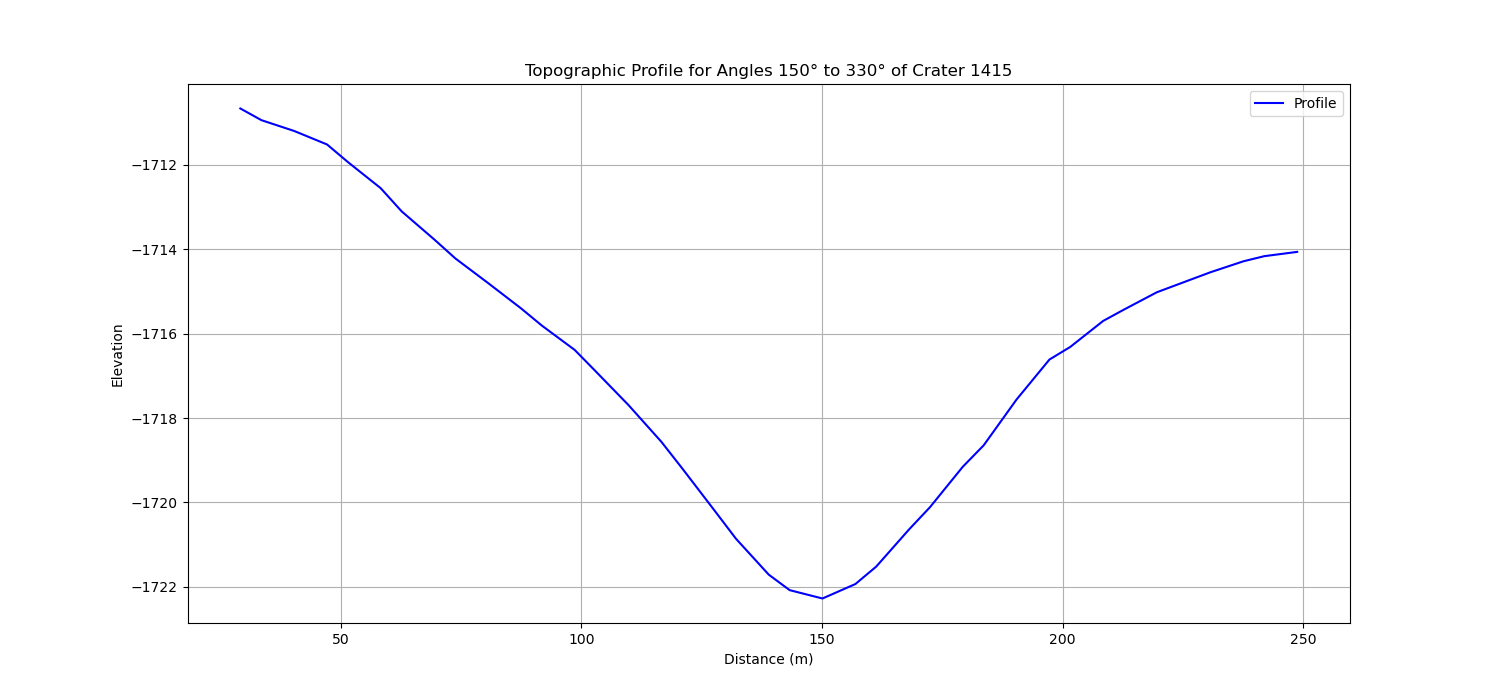 Topographic Profile for Angles 150° to 330° of Crater 1415
Profile
−1712
−1714
−1716
−1718
−1720
−1722
Elevation
50
100
150
200
250
Distance (m)